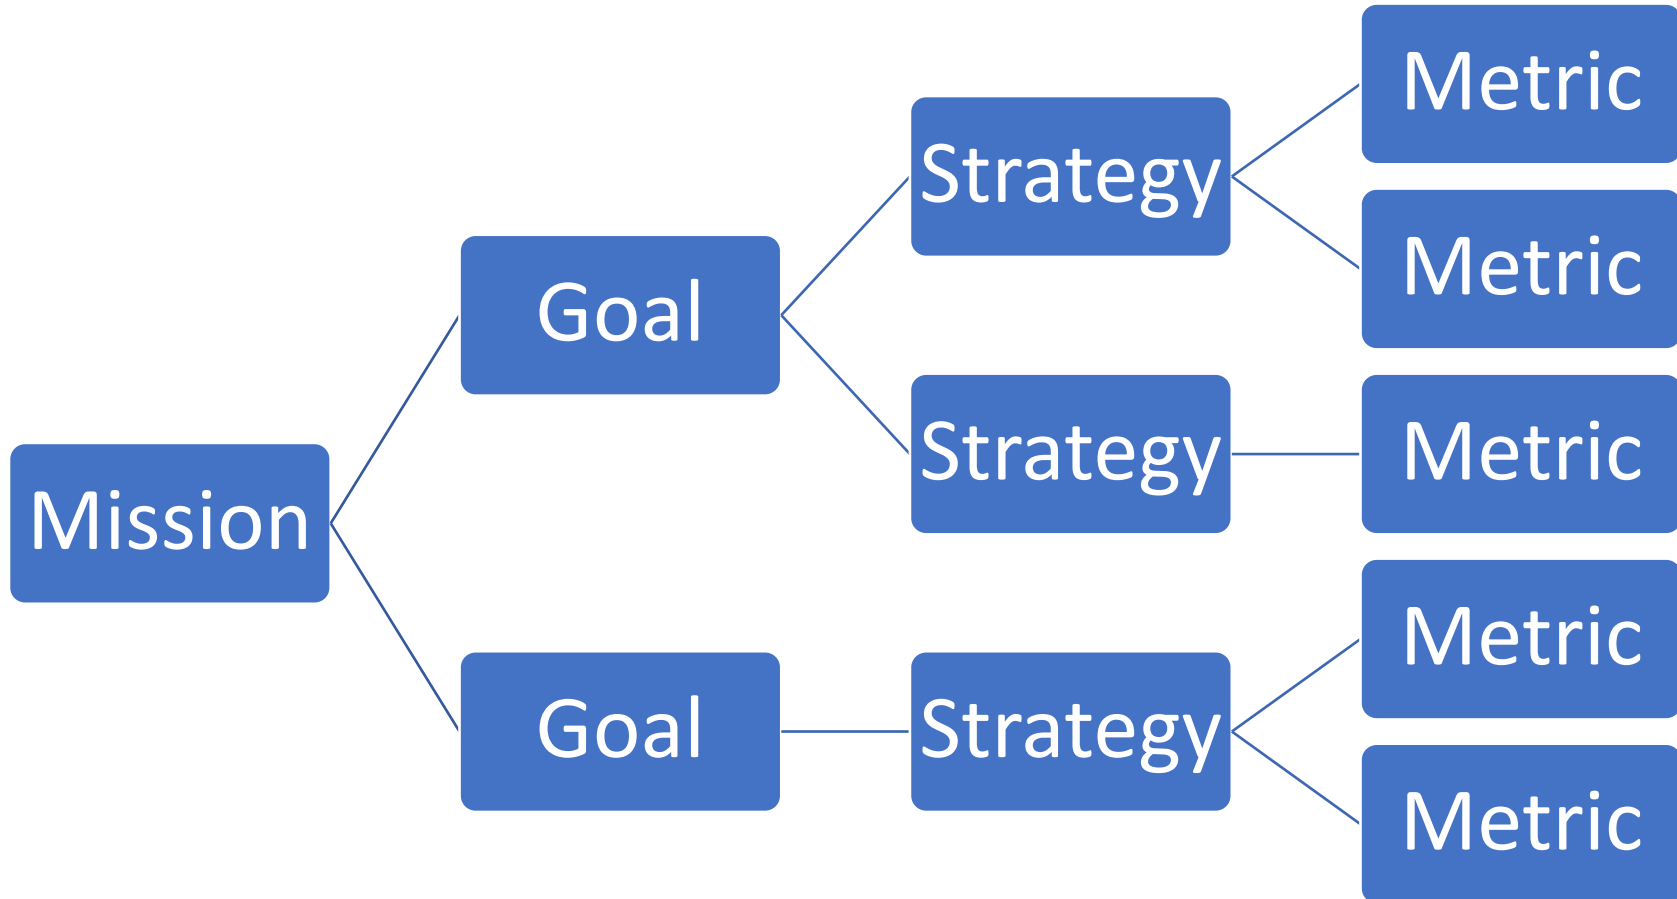 Mission
Goal
Strategy
Metric
Metric
Strategy
Metric
Goal
Strategy
Metric
Metric